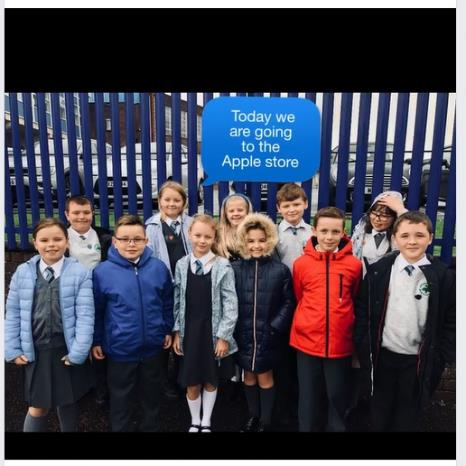 Today we
are going
to the
Apple store